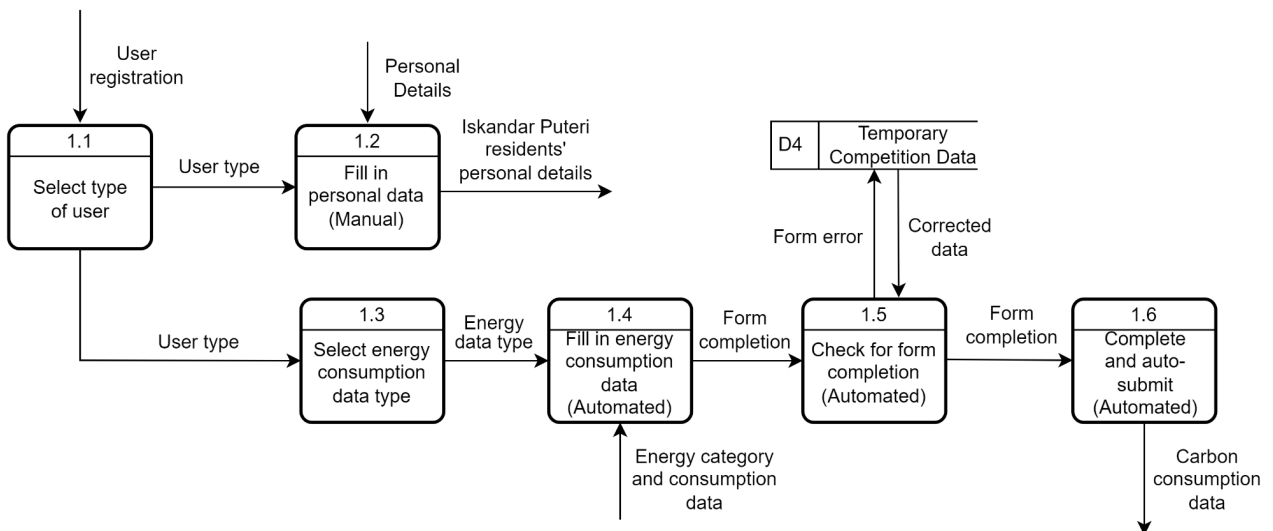 User
registration
Personal
Details
1.1
Select type
of user
User type
1.2
Fill in
personal data
(Manual)
Iskandar Puteri
residents'
personal details
D4
Temporary
Competition Data
Form error
Corrected
data
User type
1.3
Select energy
consumption
data type
Energy
data type
1.4
Fill in energy
consumption
data
(Automated)
Form
completion
1.5
Check for form
completion
(Automated)
Form
completion
1.6
Complete
and auto-
submit
(Automated)
Energy category
and consumption
data
Carbon
consumption
data